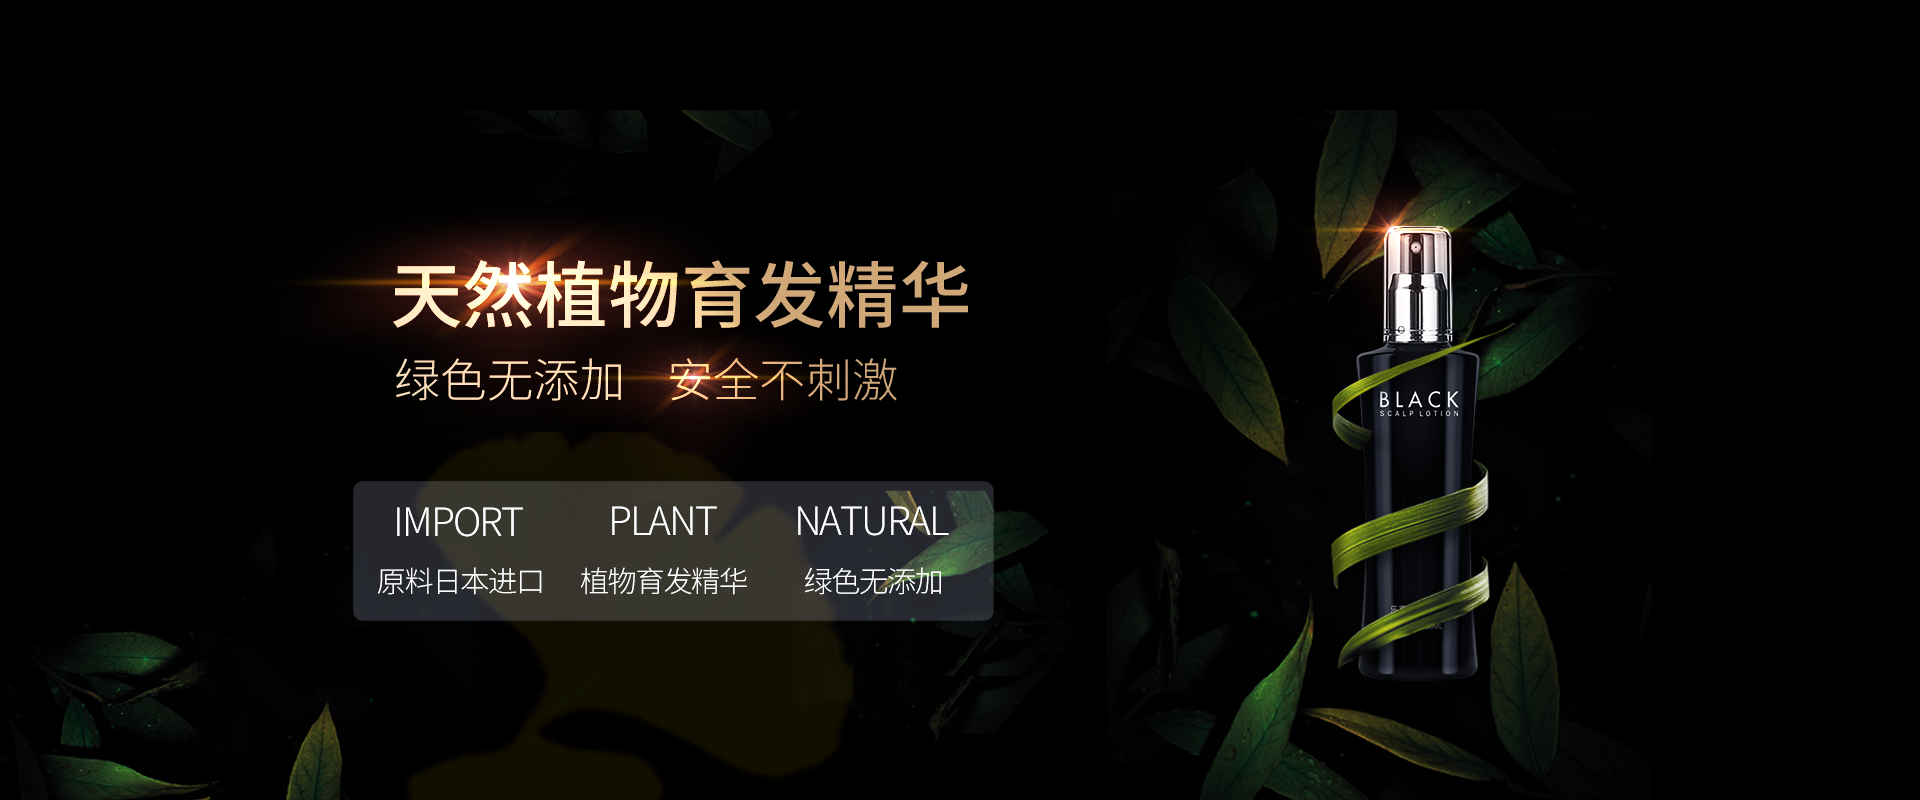 天然植物育发精华
绿色无添加 安全不刺激
IMPORT PLANT NATURAL
原料日本进口 植物育发精华 绿色无添加
BLACK
SCALP LOTION